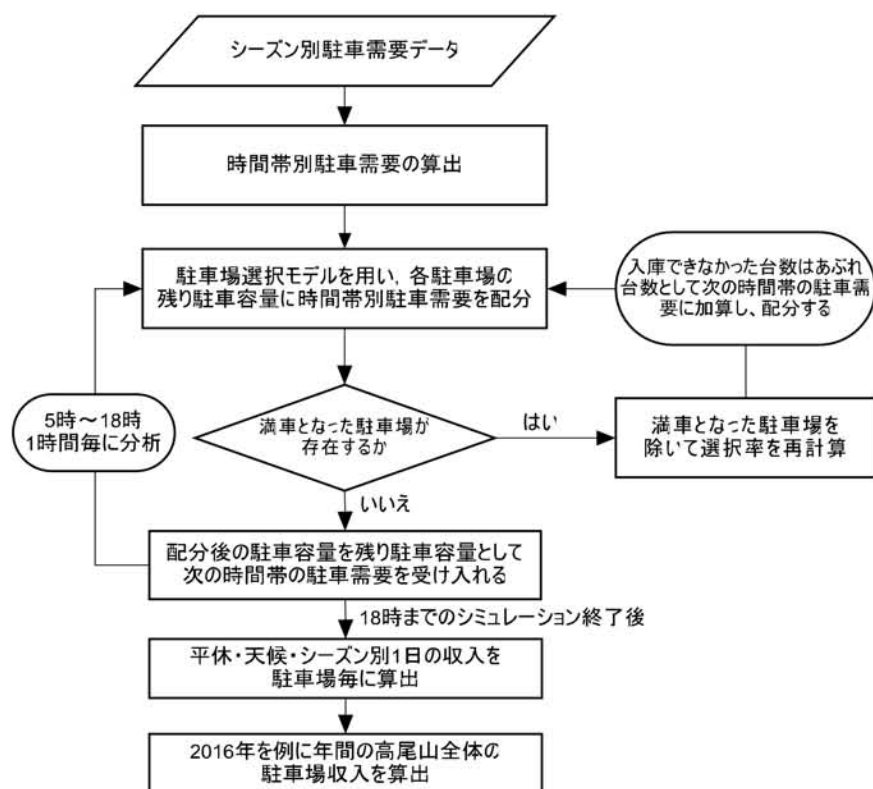 シーズン別駐車需要データ
時間帯別駐車需要の算出
駐車場選択モデルを用い，各駐車場の
残り駐車容量に時間帯別駐車需要を配分
入庫できなかった台数はあぶれ
台数として次の時間帯の駐車需
要に加算し、配分する
満車となった駐車場が
存在するか
はい
満車となった駐車場を
除いて選択率を再計算
5時～18時
1時間毎に分析
いいえ
配分後の駐車容量を残り駐車容量として
次の時間帯の駐車需要を受け入れる
18時までのシミュレーション終了後
平休・天候・シーズン別1日の収入を
駐車場毎に算出
2016年を例に年間の高尾山全体の
駐車場収入を算出